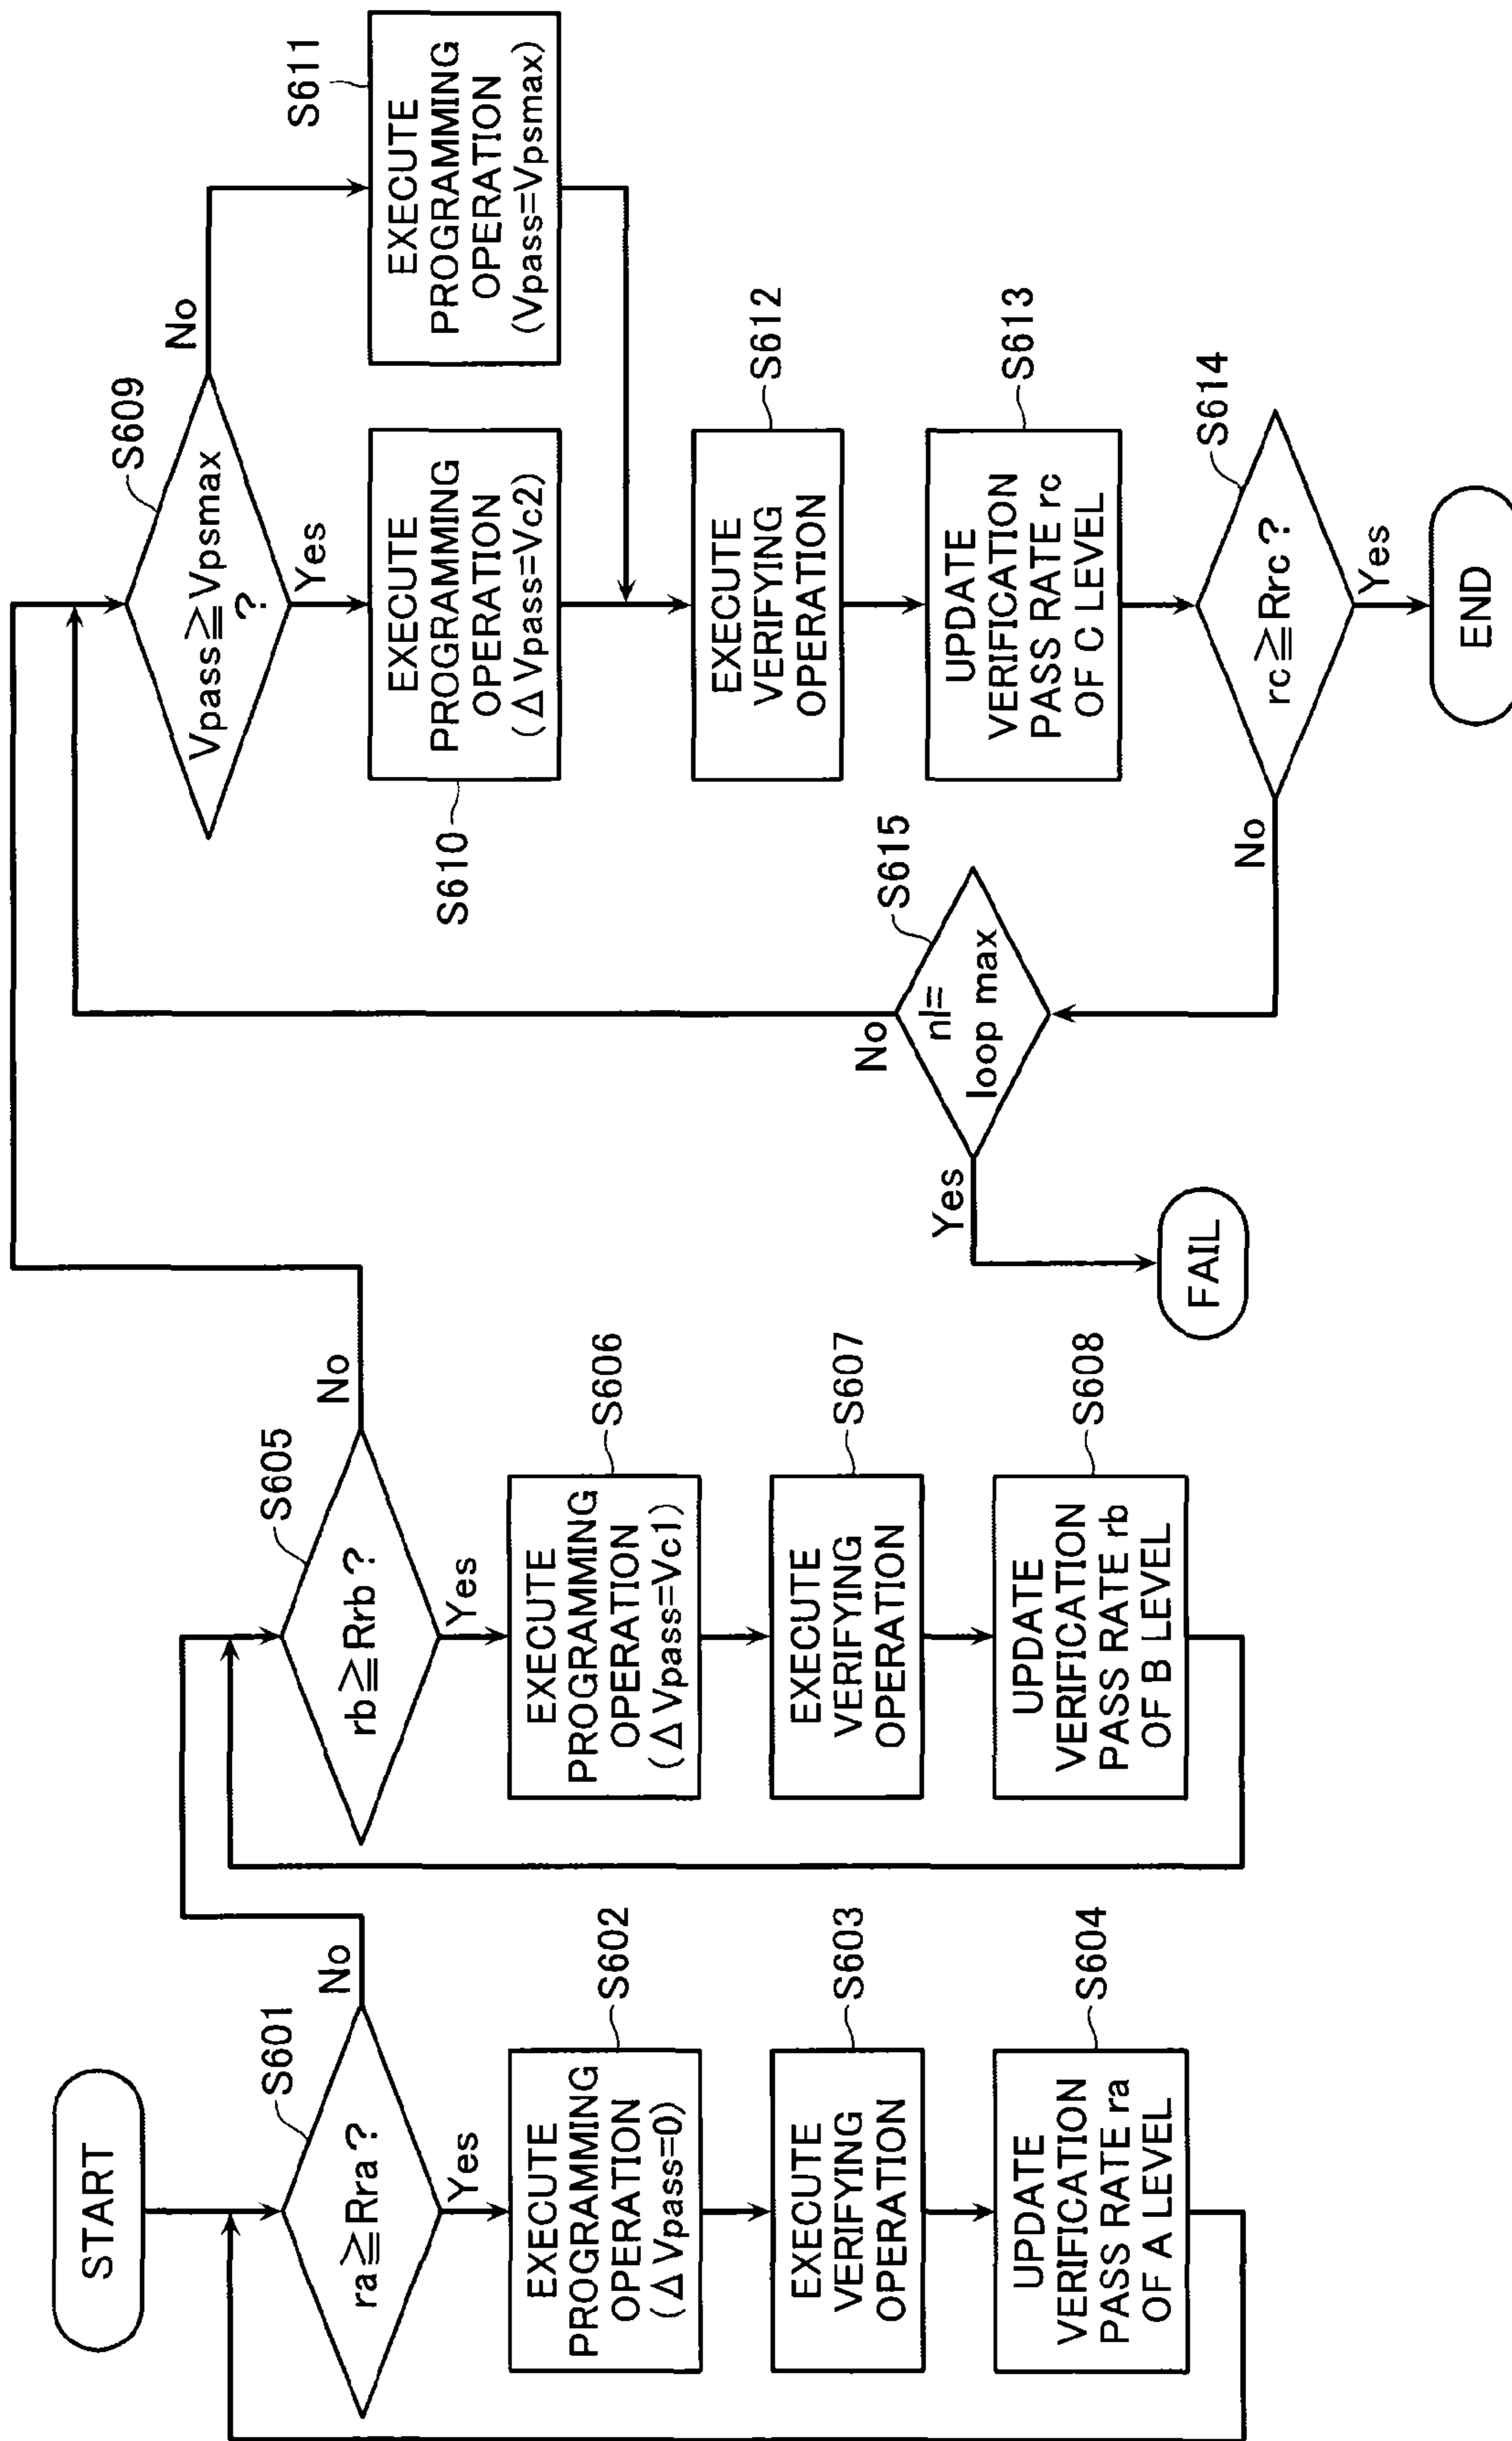 START
S601
ra≧Rra?
No
Yes
S602
EXECUTE
PROGRAMMING
OPERATION
(ΔVpass=0)
S603
EXECUTE
VERIFYING
OPERATION
S604
UPDATE
VERIFICATION
PASS RATE ra
OF A LEVEL
S605
rb≧Rrb?
No
Yes
S606
EXECUTE
PROGRAMMING
OPERATION
(ΔVpass=Vc1)
S607
EXECUTE
VERIFYING
OPERATION
S608
UPDATE
VERIFICATION
PASS RATE rb
OF B LEVEL
S609
Vpass≧Vpsmax
?
No
Yes
S610
EXECUTE
PROGRAMMING
OPERATION
(ΔVpass=Vc2)
S611
EXECUTE
PROGRAMMING
OPERATION
(Vpass=Vpsmax)
S612
EXECUTE
VERIFYING
OPERATION
S613
UPDATE
VERIFICATION
PASS RATE rc
OF C LEVEL
S614
rc≧Rrc?
No
Yes
S615
nl=
loop max
No
Yes
FAIL
END